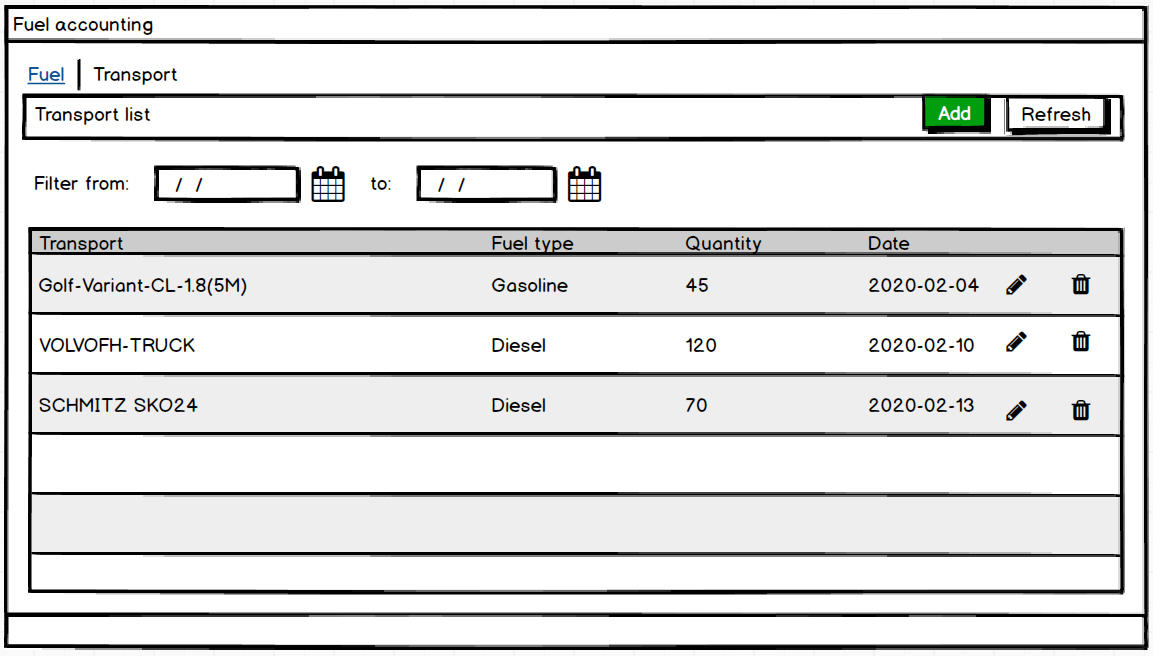 Fuel accounting
Fuel Transport
Transport list Add Refresh
Filter from: / / to: / /
Transport Fuel type Quantity Date
Golf-Variant-CL-1.8(5M) Gasoline 45 2020-02-04
VOLVOFH-TRUCK Diesel 120 2020-02-10
SCHMITZ SKO24 Diesel 70 2020-02-13